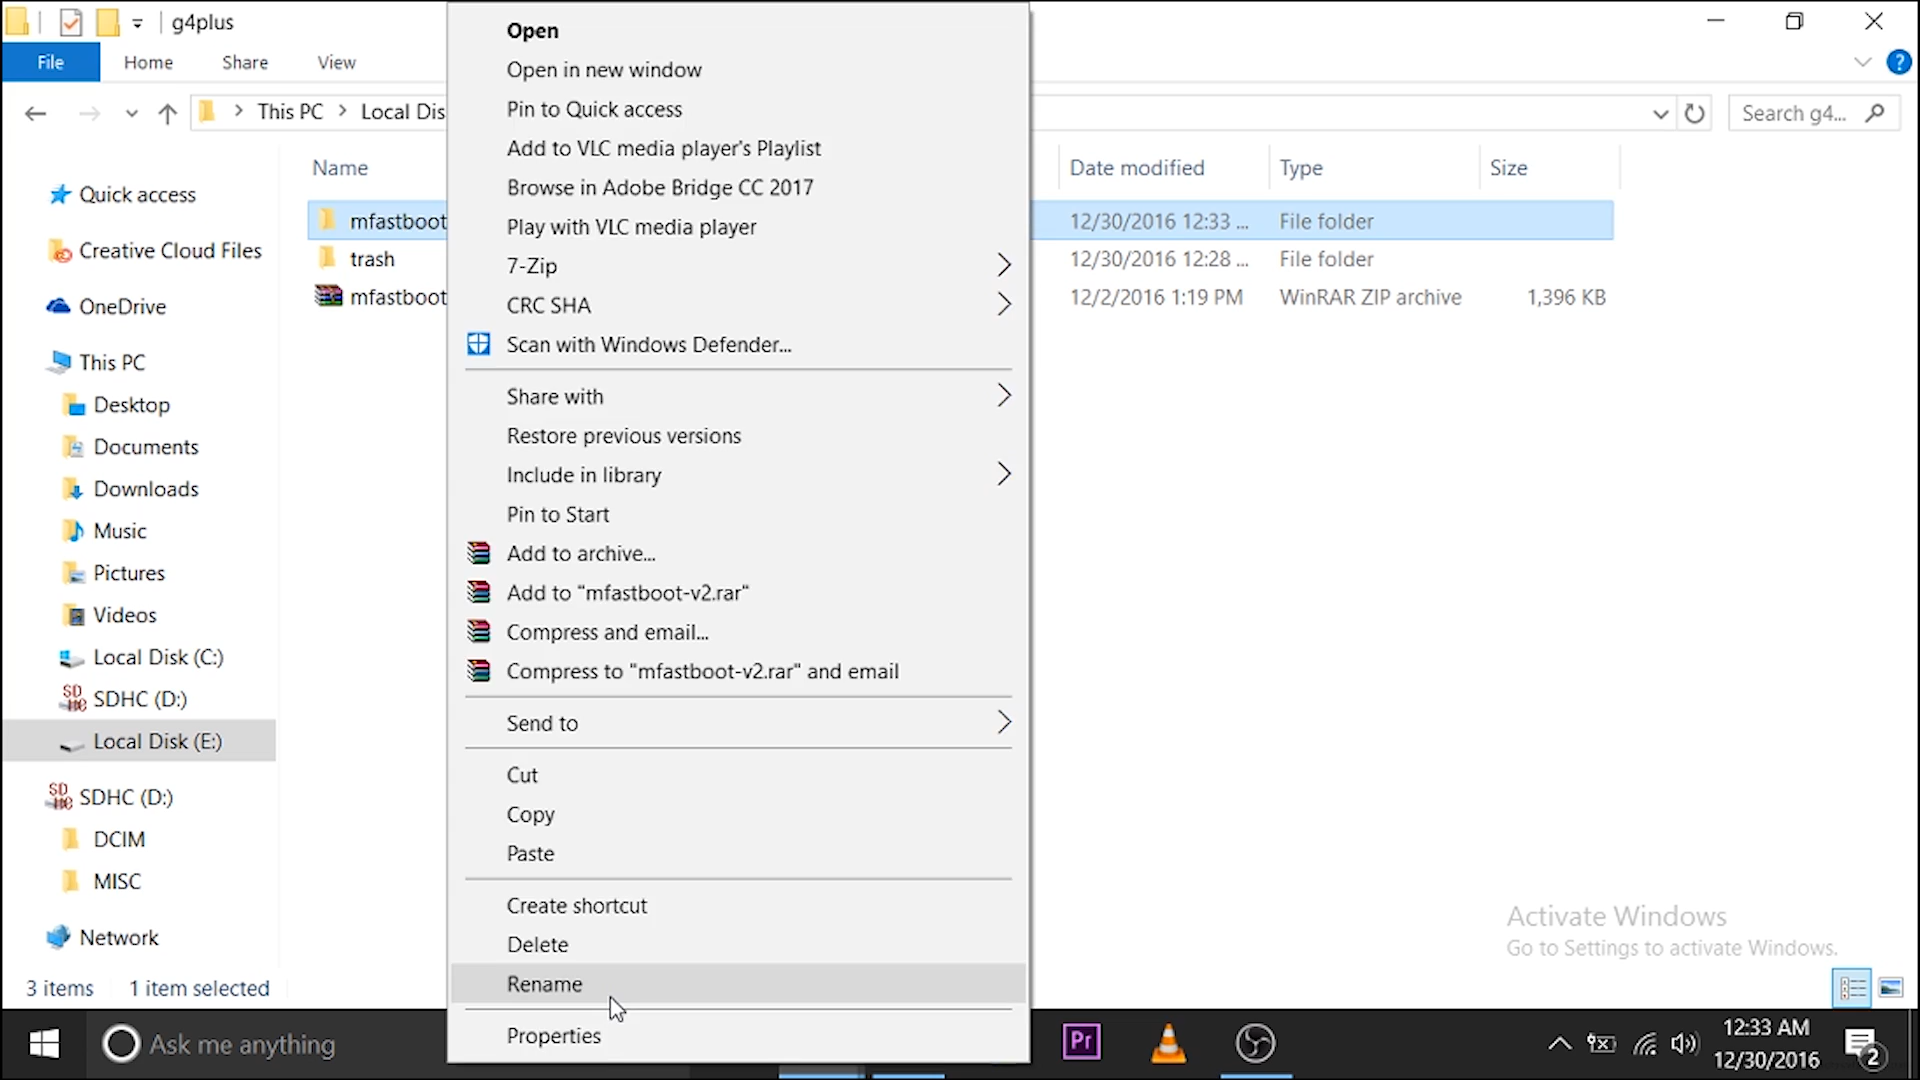 g4plus
File Home Share View
This PC Local Dis
Search g4...
Name Date modified Type Size
mfastboot 12/30/2016 12:33 ... File folder
trash 12/30/2016 12:28 ... File folder
mfastboot 12/2/2016 1:19 PM WinRAR ZIP archive 1,396 KB
Quick access
Creative Cloud Files
OneDrive
This PC
Desktop
Documents
Downloads
Music
Pictures
Videos
Local Disk (C:)
SD HC SDHC (D:)
Local Disk (E:)
SD HC SDHC (D:)
DCIM
MISC
Network
3 items 1 item selected
Open
Open in new window
Pin to Quick access
Add to VLC media player's Playlist
Browse in Adobe Bridge CC 2017
Play with VLC media player
7-Zip
CRC SHA
Scan with Windows Defender...
Share with
Restore previous versions
Include in library
Pin to Start
Add to archive...
Add to "mfastboot-v2.rar"
Compress and email...
Compress to "mfastboot-v2.rar" and email
Send to
Cut
Copy
Paste
Create shortcut
Delete
Rename
Properties
Activate Windows
Go to Settings to activate Windows.
Ask me anything
Pr
12:33 AM
12/30/2016
2